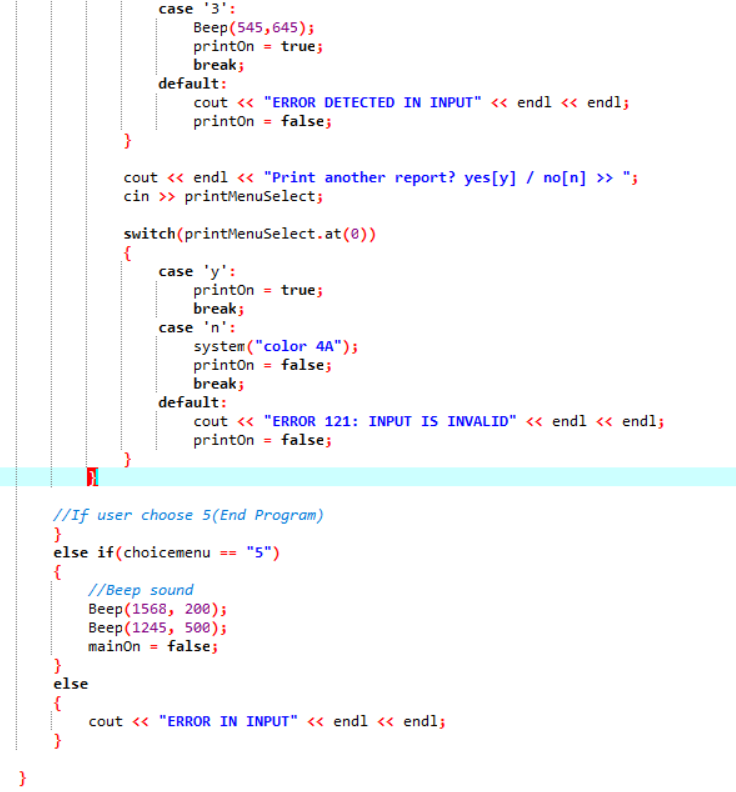 case '3':
Beep(545,645);
printOn = true;
break;
default:
cout << "ERROR DETECTED IN INPUT" << endl << endl;
printOn = false;
}
cout << endl << "Print another report? yes[y] / no[n] >> ";
cin >> printMenuSelect;
switch(printMenuSelect.at(0))
{
case 'y':
printOn = true;
break;
case 'n':
system("color 4A");
printOn = false;
break;
default:
cout << "ERROR 121: INPUT IS INVALID" << endl << endl;
printOn = false;
}
}
//If user choose 5(End Program)
}
else if(choicemenu == "5")
{
//Beep sound
Beep(1568, 200);
Beep(1245, 500);
mainOn = false;
}
else
{
cout << "ERROR IN INPUT" << endl << endl;
}
}